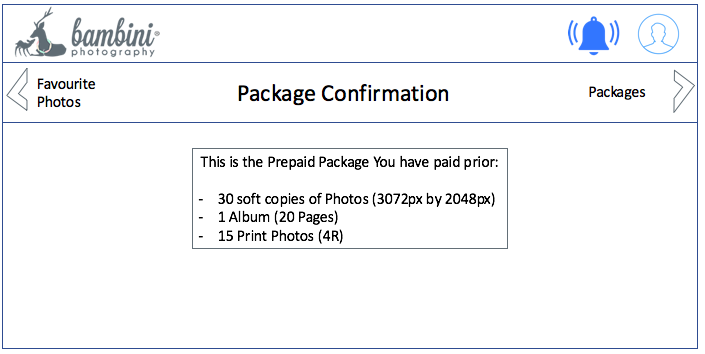 bambini®
photography
Favourite
Photos
Package Confirmation
Packages
This is the Prepaid Package You have paid prior:
- 30 soft copies of Photos (3072px by 2048px)
- 1 Album (20 Pages)
- 15 Print Photos (4R)